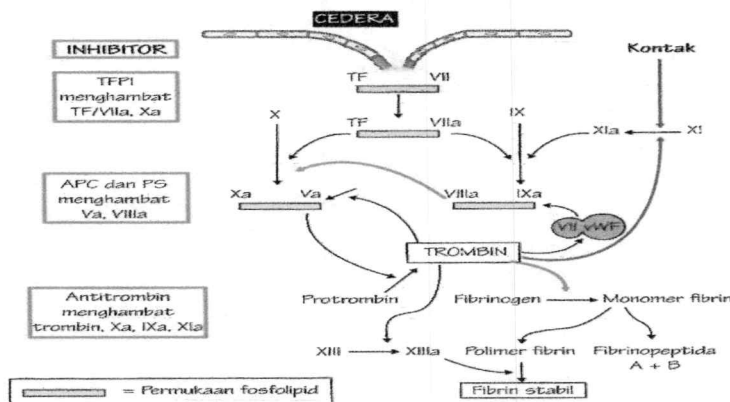 CEDERA
INHIBITOR
Kontak
TFPI
menghambat
TF/VIIa, Xa
TF VII
X
TF VIIa
IX
XIa
XI
APC dan PS
menghambat
Va, VIIIa
Xa Va
VIIIa IXa
vWF
TROMBIN
Antitrombin
menghambat
trombin, Xa, IXa, XIa
Protrombin
Fibrinogen
Monomer fibrin
XIII
XIIIa
Polimer fibrin
Fibrinopeptida
A + B
Fibrin stabil
= Permukaan fosfolipid